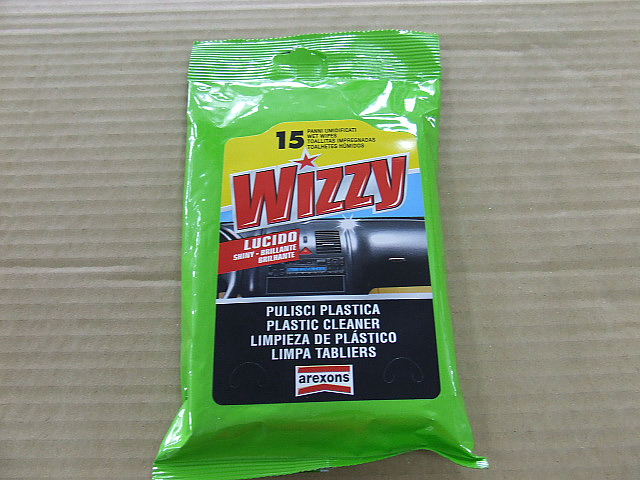 15
PANNI UMIDIFICATI
WET WIPES
TOALLITAS IMPREGNADAS
TOALHETES HÚMIDOS
Wizzy
LUCIDO
SHINY - BRILLANTE
BRILHANTE
PULISCI PLASTICA
PLASTIC CLEANER
LIMPIEZA DE PLÁSTICO
LIMPA TABLIERS
arexons